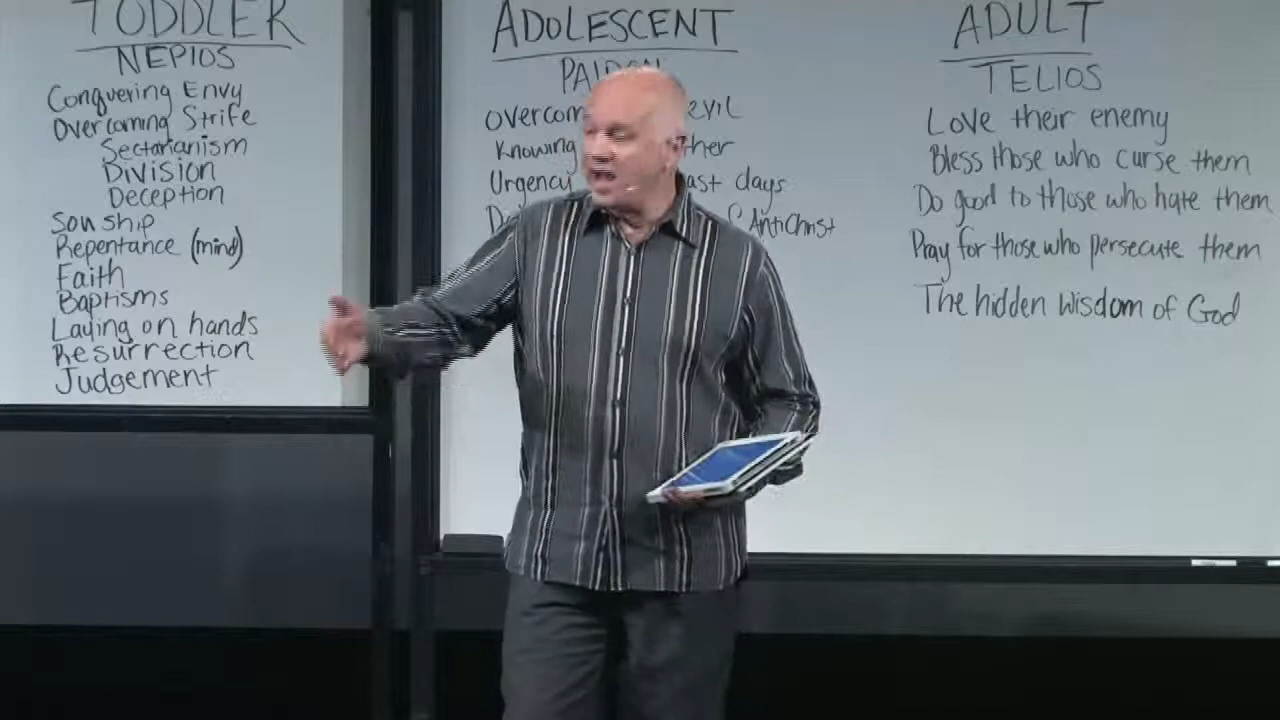 TODDLER
NEPIOS
Conquering Envy
Overcoming Strife
Sectarianism
Division
Deception
Sonship
Repentance (mind)
Faith
Baptisms
Laying on hands
Resurrection
Judgement
ADOLESCENT
overcom evil
Knowing
Urgency days
AntiChrist
ADULT
TELIOS
Love their enemy
Bless those who curse them
Do good to those who hate them
Pray for those who persecute them
The hidden wisdom of God